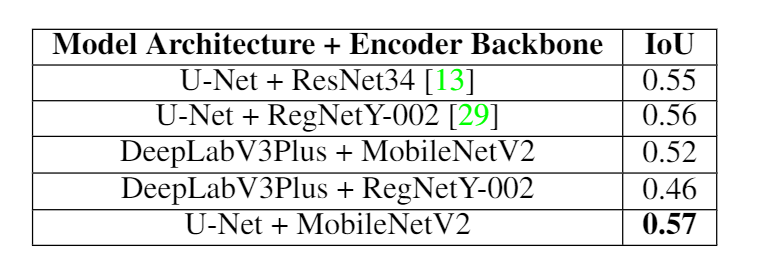 Model Architecture + Encoder Backbone IoU
U-Net + ResNet34 [13] 0.55
U-Net + RegNetY-002 [29] 0.56
DeepLabV3Plus + MobileNetV2 0.52
DeepLabV3Plus + RegNetY-002 0.46
U-Net + MobileNetV2 0.57